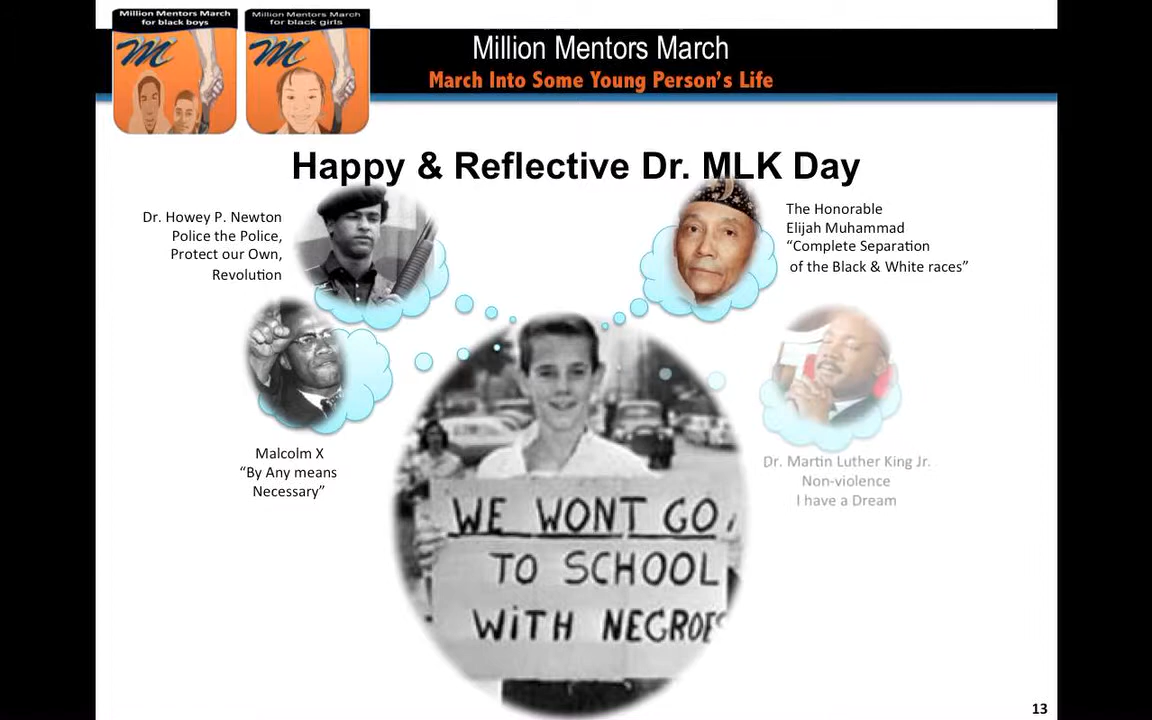 Million Mentors March
for black boys
Million Mentors March
for black girls
Million Mentors March
March Into Some Young Person's Life
Happy & Reflective Dr. MLK Day
Dr. Howey P. Newton
Police the Police,
Protect our Own,
Revolution
The Honorable
Elijah Muhammad
“Complete Separation
of the Black & White races”
Malcolm X
“By Any means
Necessary”
Dr. Martin Luther King Jr.
Non-violence
I have a Dream
WE WONT GO
TO SCHOOL
WiTH NEGROES
13